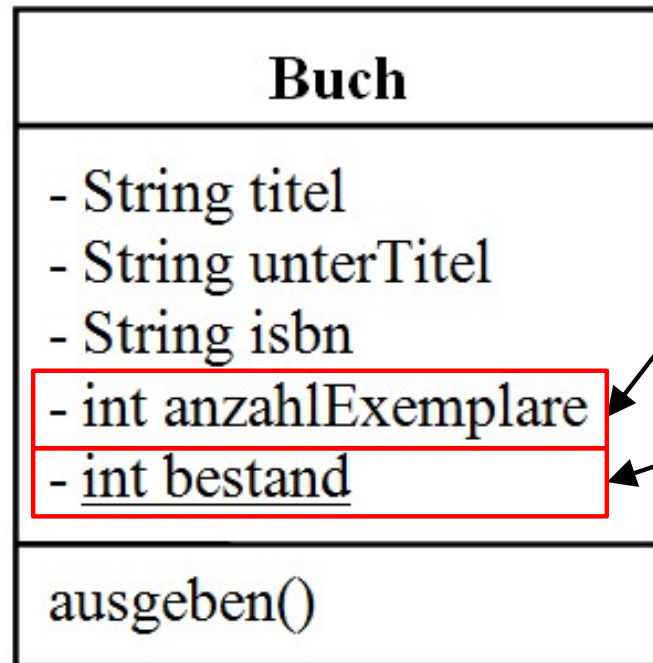 Buch
- String titel
- String unterTitel
- String isbn
- int anzahlExemplare
- int bestand
ausgeben()